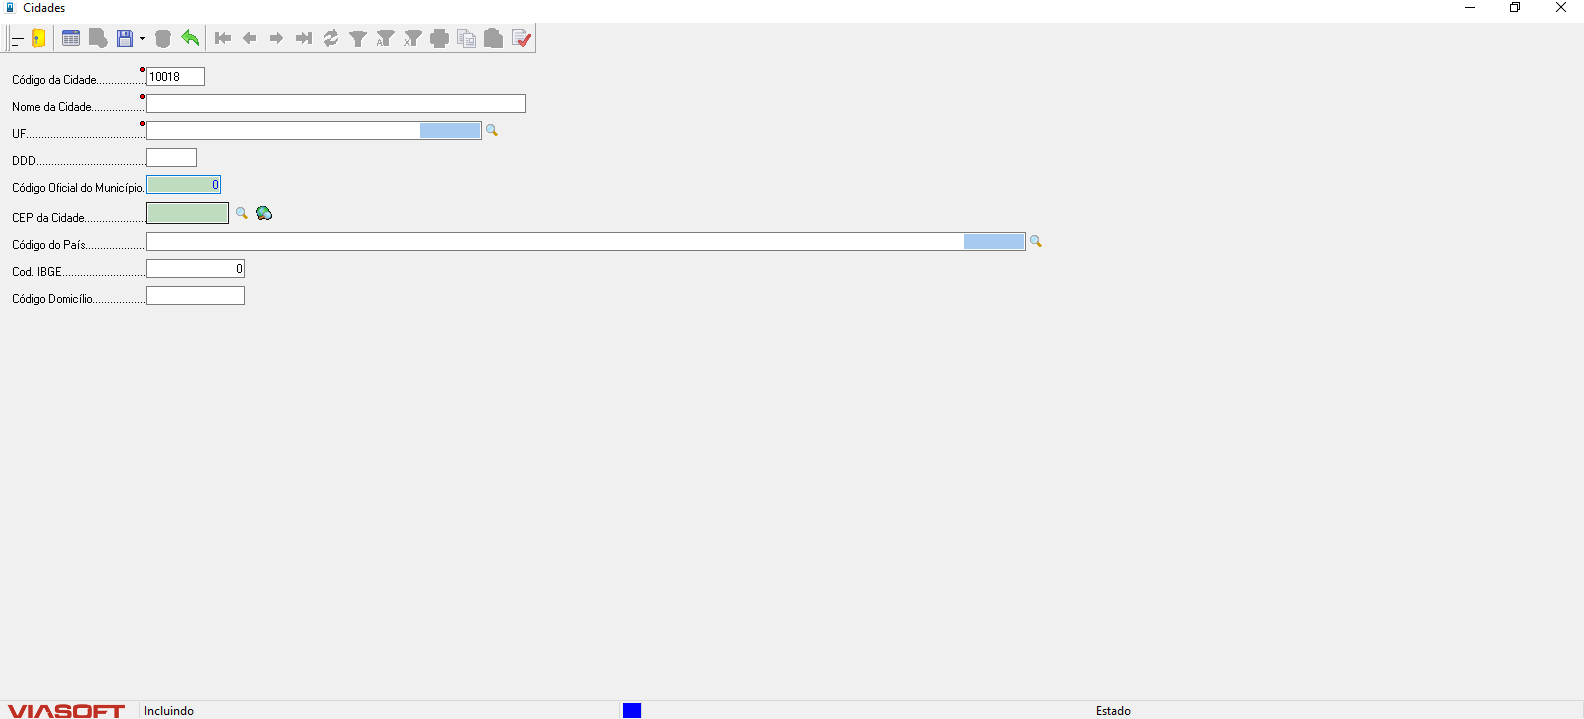 Cidades
Código da Cidade................. 10018
Nome da Cidade..................
UF........................................
DDD.....................................
Código Oficial do Município. 0
CEP da Cidade.....................
Código do País....................
Cod. IBGE............................ 0
Código Domicílio..................
VIASOFT Incluindo Estado